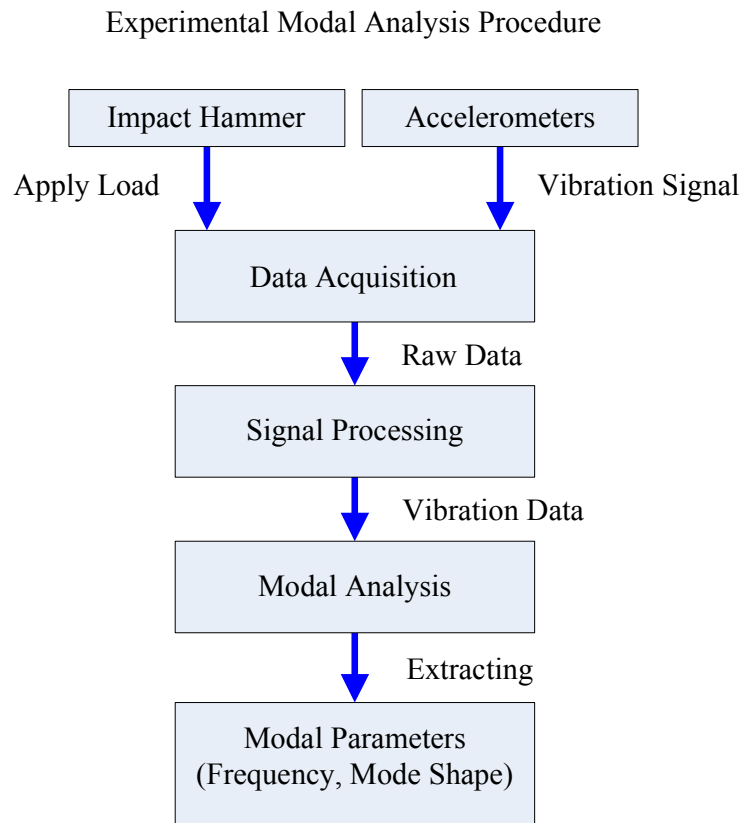 Experimental Modal Analysis Procedure
Impact Hammer
Accelerometers
Apply Load
Vibration Signal
Data Acquisition
Raw Data
Signal Processing
Vibration Data
Modal Analysis
Extracting
Modal Parameters
(Frequency, Mode Shape)